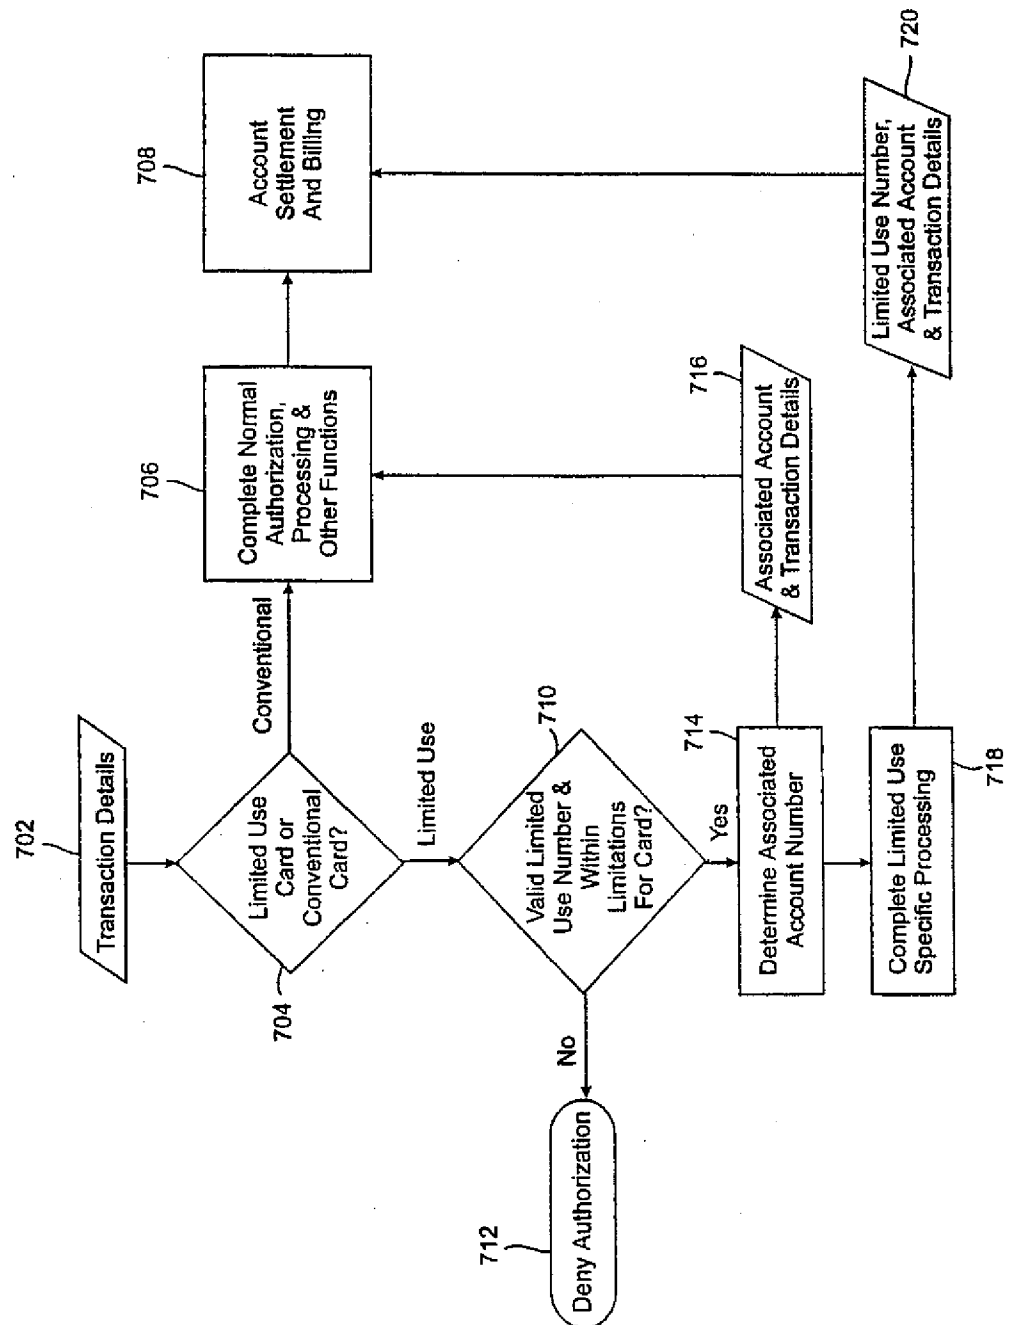 702
Transaction Details
704
Limited Use
Card or
Conventional
Card?
Conventional
706
Complete Normal
Authorization,
Processing &
Other Functions
708
Account
Settlement
And Billing
Limited Use
710
Valid Limited
Use Number &
Within
Limitations
For Card?
No
712
Deny Authorization
Yes
714
Determine Associated
Account Number
716
Associated Account
& Transaction Details
Complete Limited Use
Specific Processing
718
720
Limited Use Number,
Associated Account
& Transaction Details